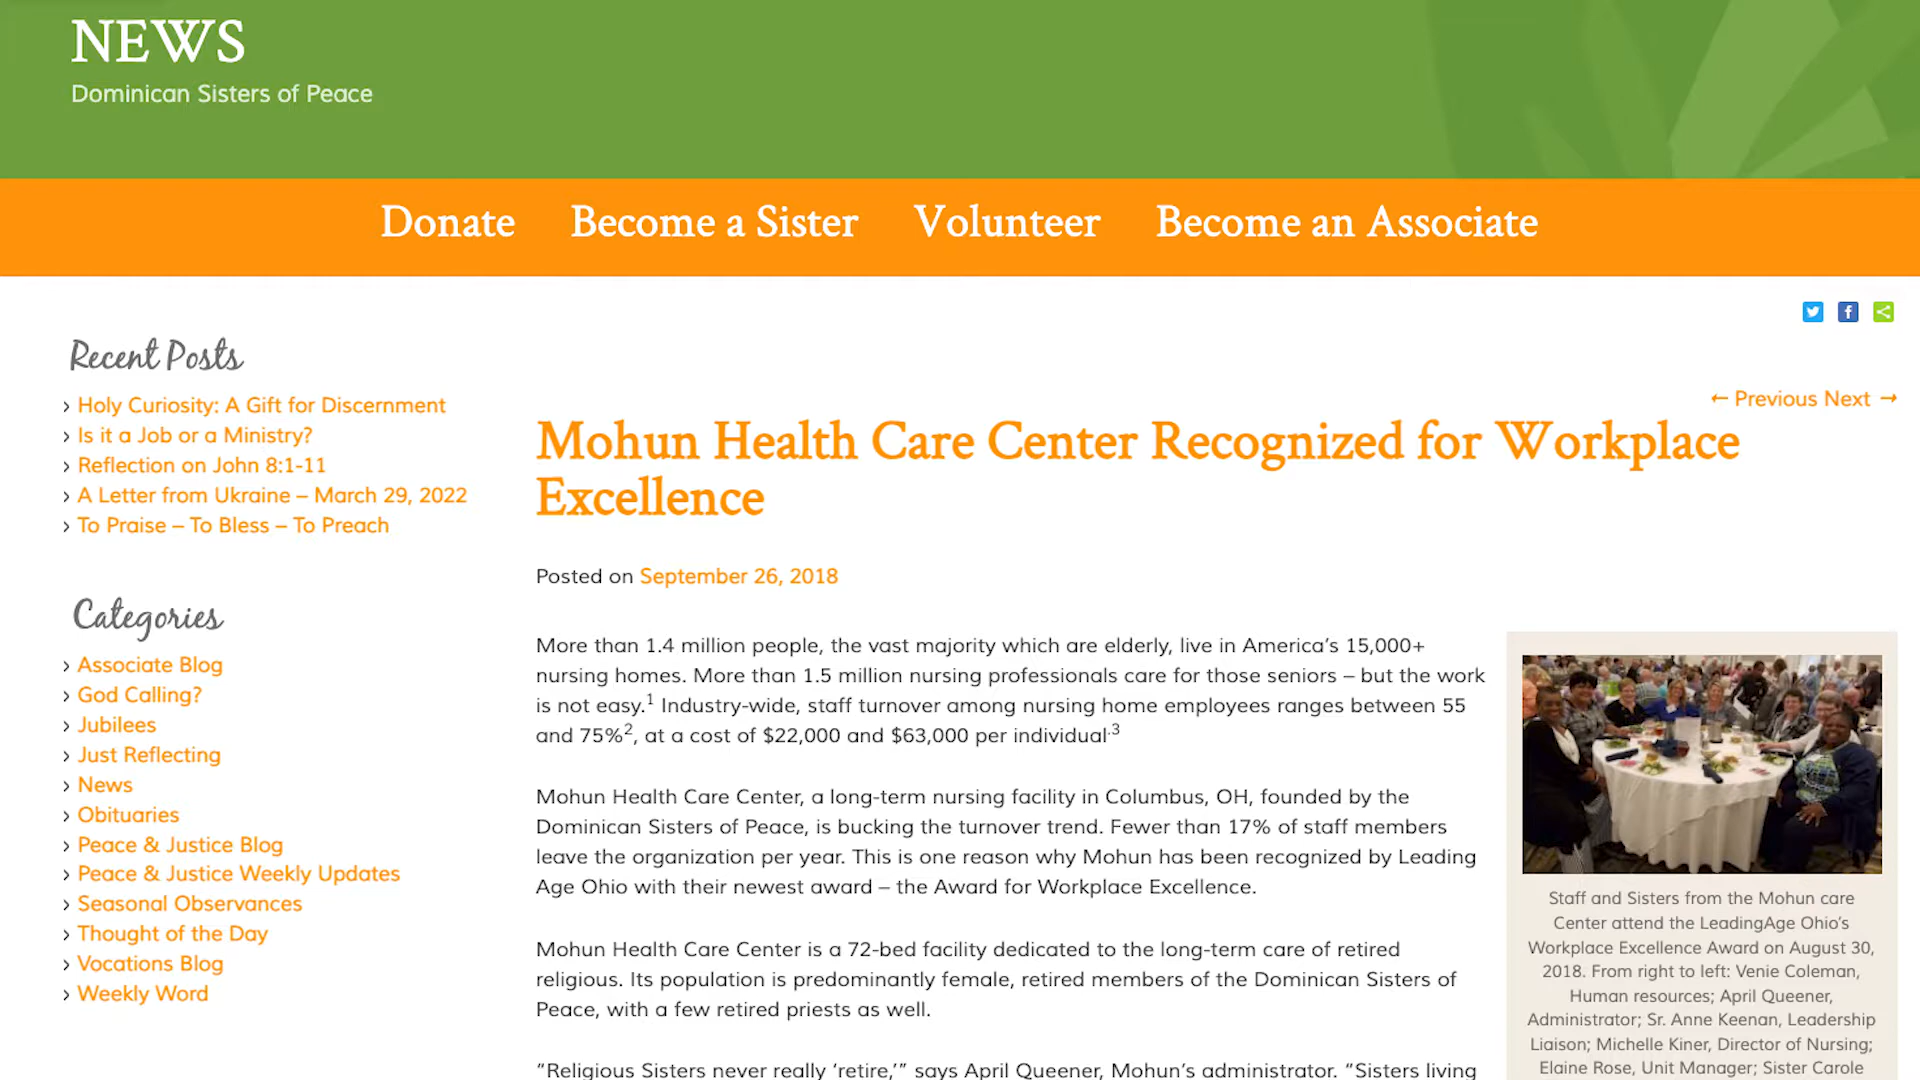 NEWS
Dominican Sisters of Peace
Donate Become a Sister Volunteer Become an Associate
← Previous Next →
Recent Posts
› Holy Curiosity: A Gift for Discernment
› Is it a Job or a Ministry?
› Reflection on John 8:1-11
› A Letter from Ukraine – March 29, 2022
› To Praise – To Bless – To Preach
Categories
› Associate Blog
› God Calling?
› Jubilees
› Just Reflecting
› News
› Obituaries
› Peace & Justice Blog
› Peace & Justice Weekly Updates
› Seasonal Observances
› Thought of the Day
› Vocations Blog
› Weekly Word
Mohun Health Care Center Recognized for Workplace
Excellence
Posted on September 26, 2018
More than 1.4 million people, the vast majority which are elderly, live in America’s 15,000+
nursing homes. More than 1.5 million nursing professionals care for those seniors – but the work
is not easy.1 Industry-wide, staff turnover among nursing home employees ranges between 55
and 75%2, at a cost of $22,000 and $63,000 per individual.3
Mohun Health Care Center, a long-term nursing facility in Columbus, OH, founded by the
Dominican Sisters of Peace, is bucking the turnover trend. Fewer than 17% of staff members
leave the organization per year. This is one reason why Mohun has been recognized by Leading
Age Ohio with their newest award – the Award for Workplace Excellence.
Mohun Health Care Center is a 72-bed facility dedicated to the long-term care of retired
religious. Its population is predominantly female, retired members of the Dominican Sisters of
Peace, with a few retired priests as well.
“Religious Sisters never really ‘retire,’” says April Queener, Mohun’s administrator. “Sisters living
Staff and Sisters from the Mohun care
Center attend the LeadingAge Ohio’s
Workplace Excellence Award on August 30,
2018. From right to left: Venie Coleman,
Human resources; April Queener,
Administrator; Sr. Anne Keenan, Leadership
Liaison; Michelle Kiner, Director of Nursing;
Elaine Rose, Unit Manager; Sister Carole